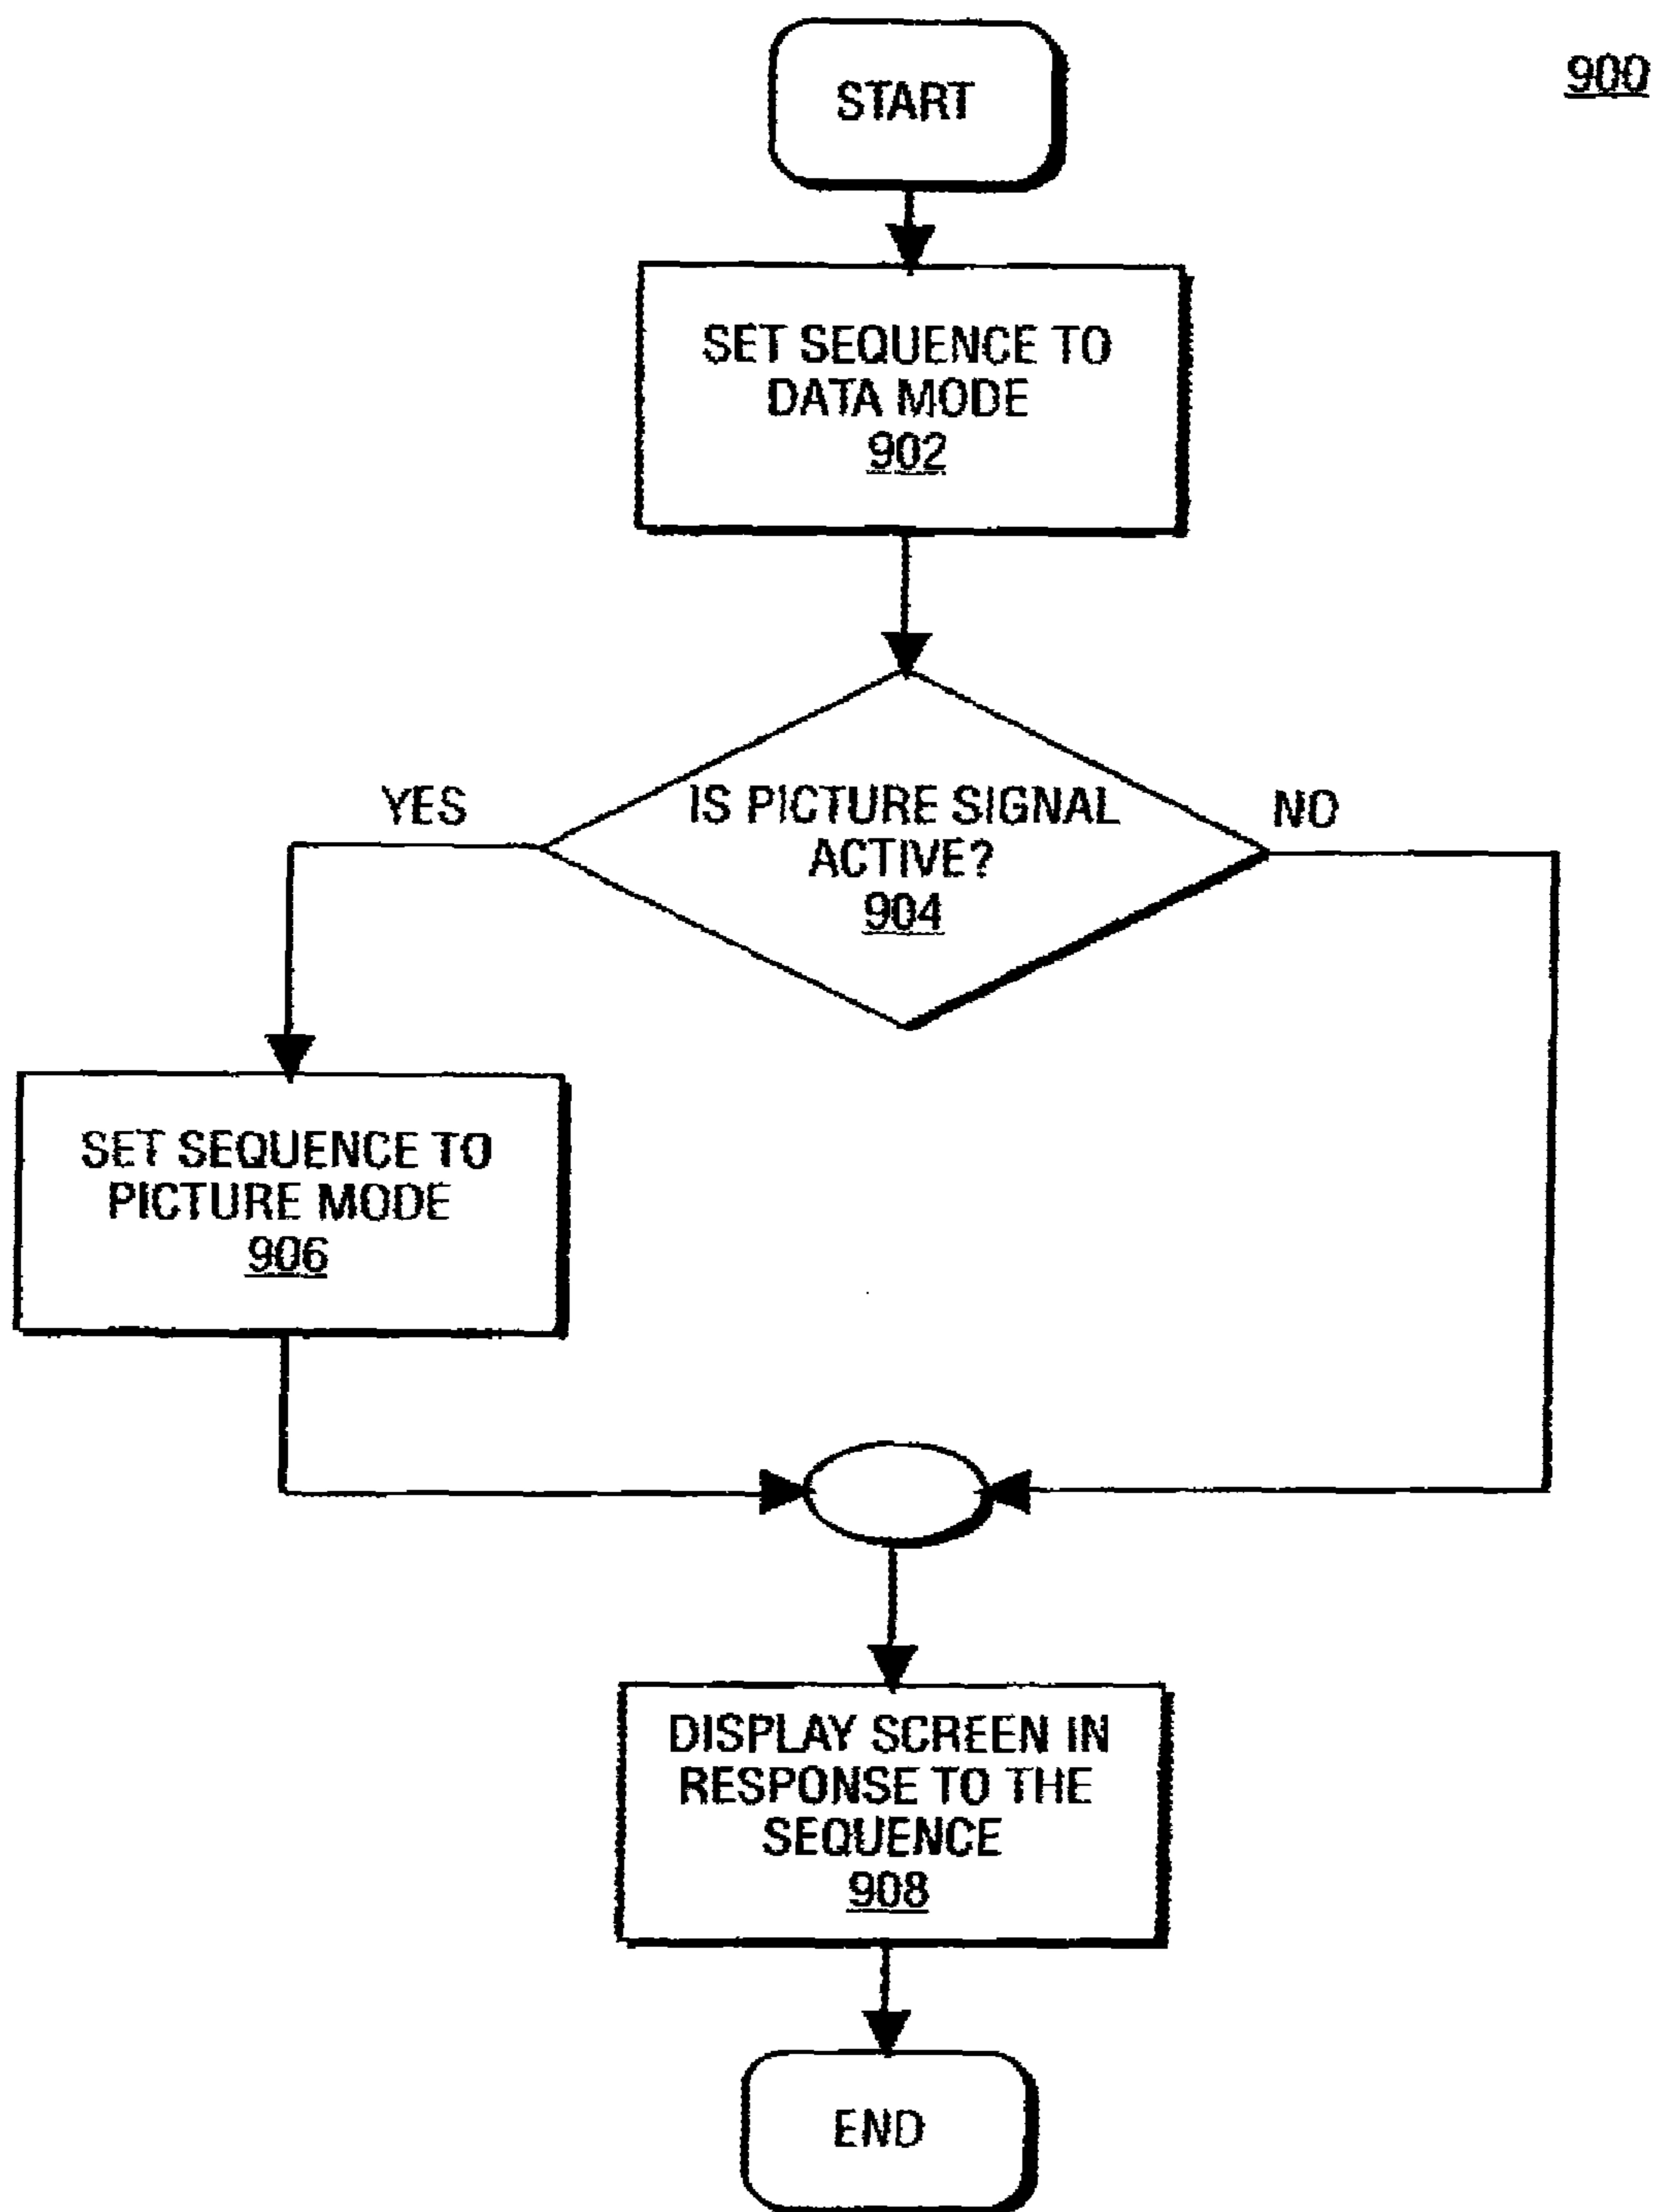 900
START
SET SEQUENCE TO
DATA MODE
902
YES
IS PICTURE SIGNAL
ACTIVE?
904
NO
SET SEQUENCE TO
PICTURE MODE
906
DISPLAY SCREEN IN
RESPONSE TO THE
SEQUENCE
908
END